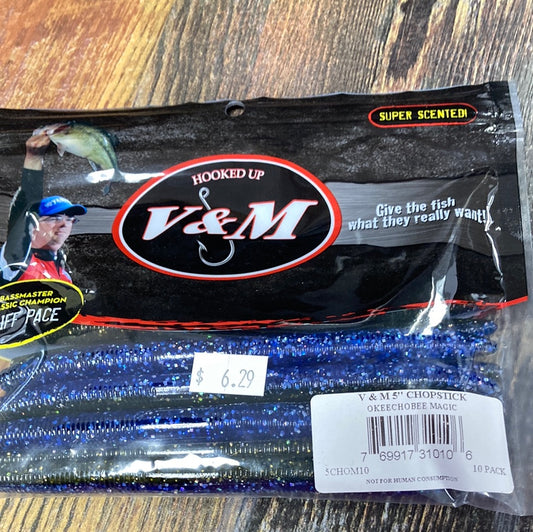 SUPER SCENTED!
HOOKED UP
V&M
Give the fish
what they really want!
BASSMASTER
CHAMPION
PACE
$ 6.29
V & M 5" CHOPSTICK
OKEECHOBEE MAGIC
7 69917 31010 6
5CHOM10
10 PACK
NOT FOR HUMAN CONSUMPTION